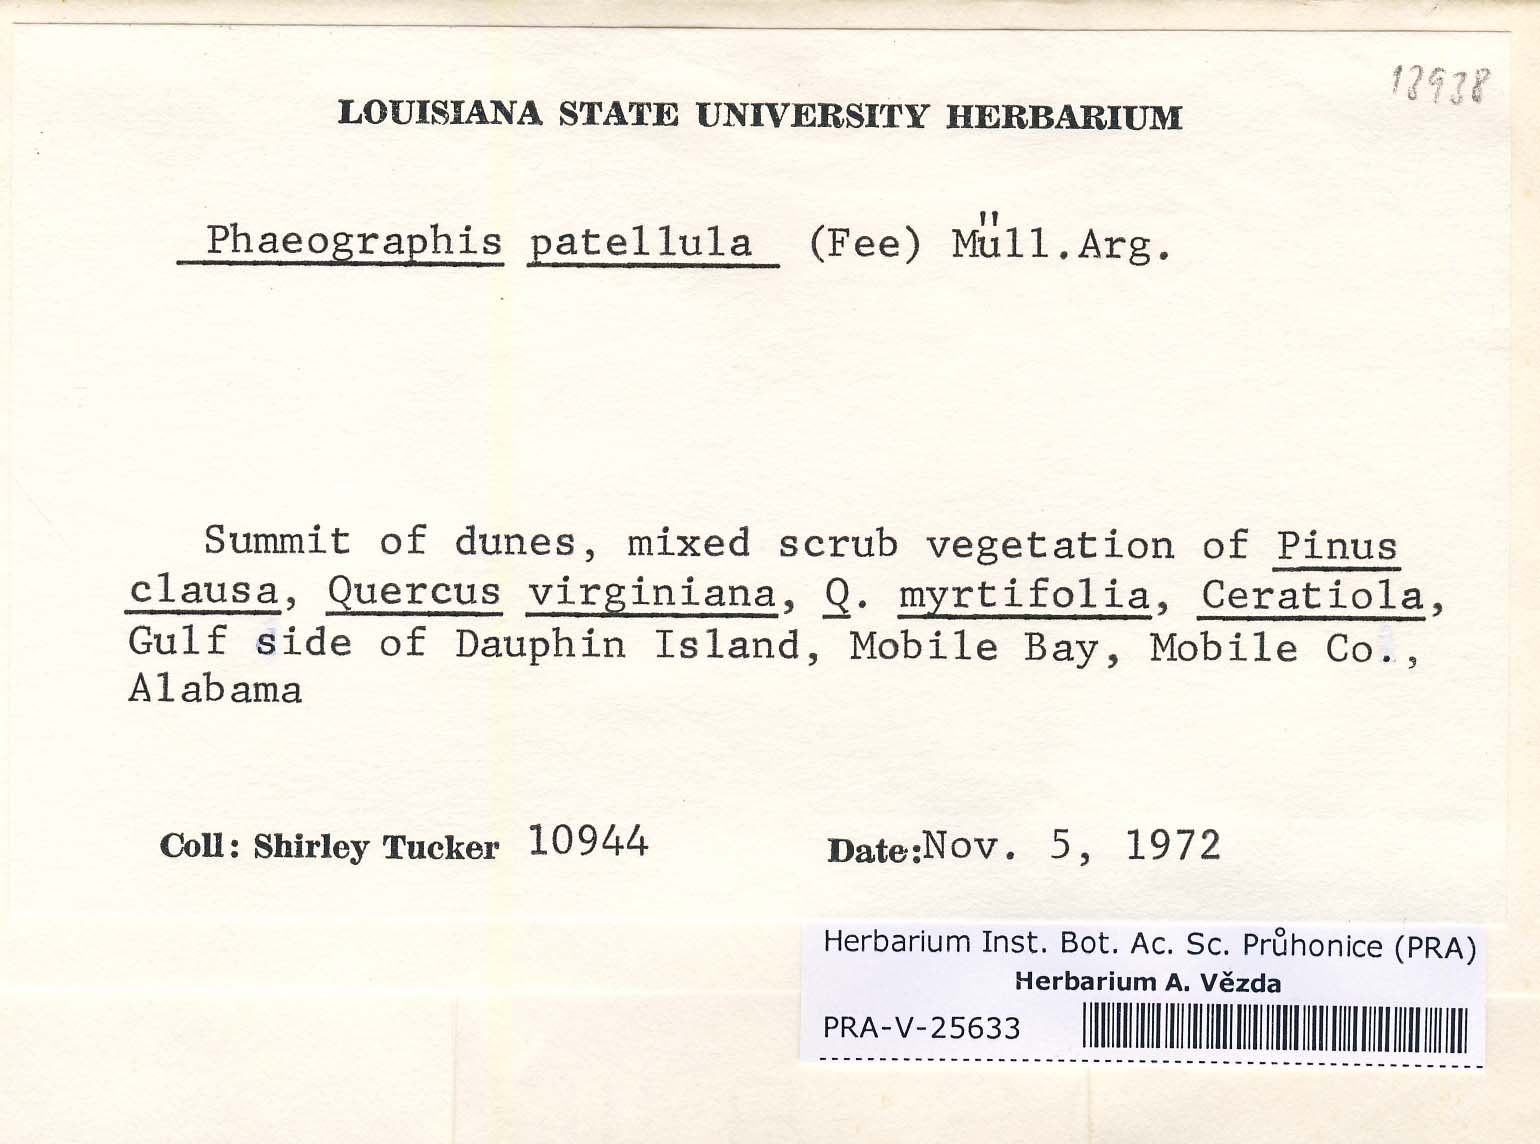 13938
LOUISIANA STATE UNIVERSITY HERBARIUM
Phaeographis patellula (Fee) Müll.Arg.
Summit of dunes, mixed scrub vegetation of Pinus
clausa, Quercus virginiana, Q. myrtifolia, Ceratiola,
Gulf side of Dauphin Island, Mobile Bay, Mobile Co.,
Alabama
Coll: Shirley Tucker 10944 Date:Nov. 5, 1972
Herbarium Inst. Bot. Ac. Sc. Průhonice (PRA)
Herbarium A. Vězda
PRA-V-25633